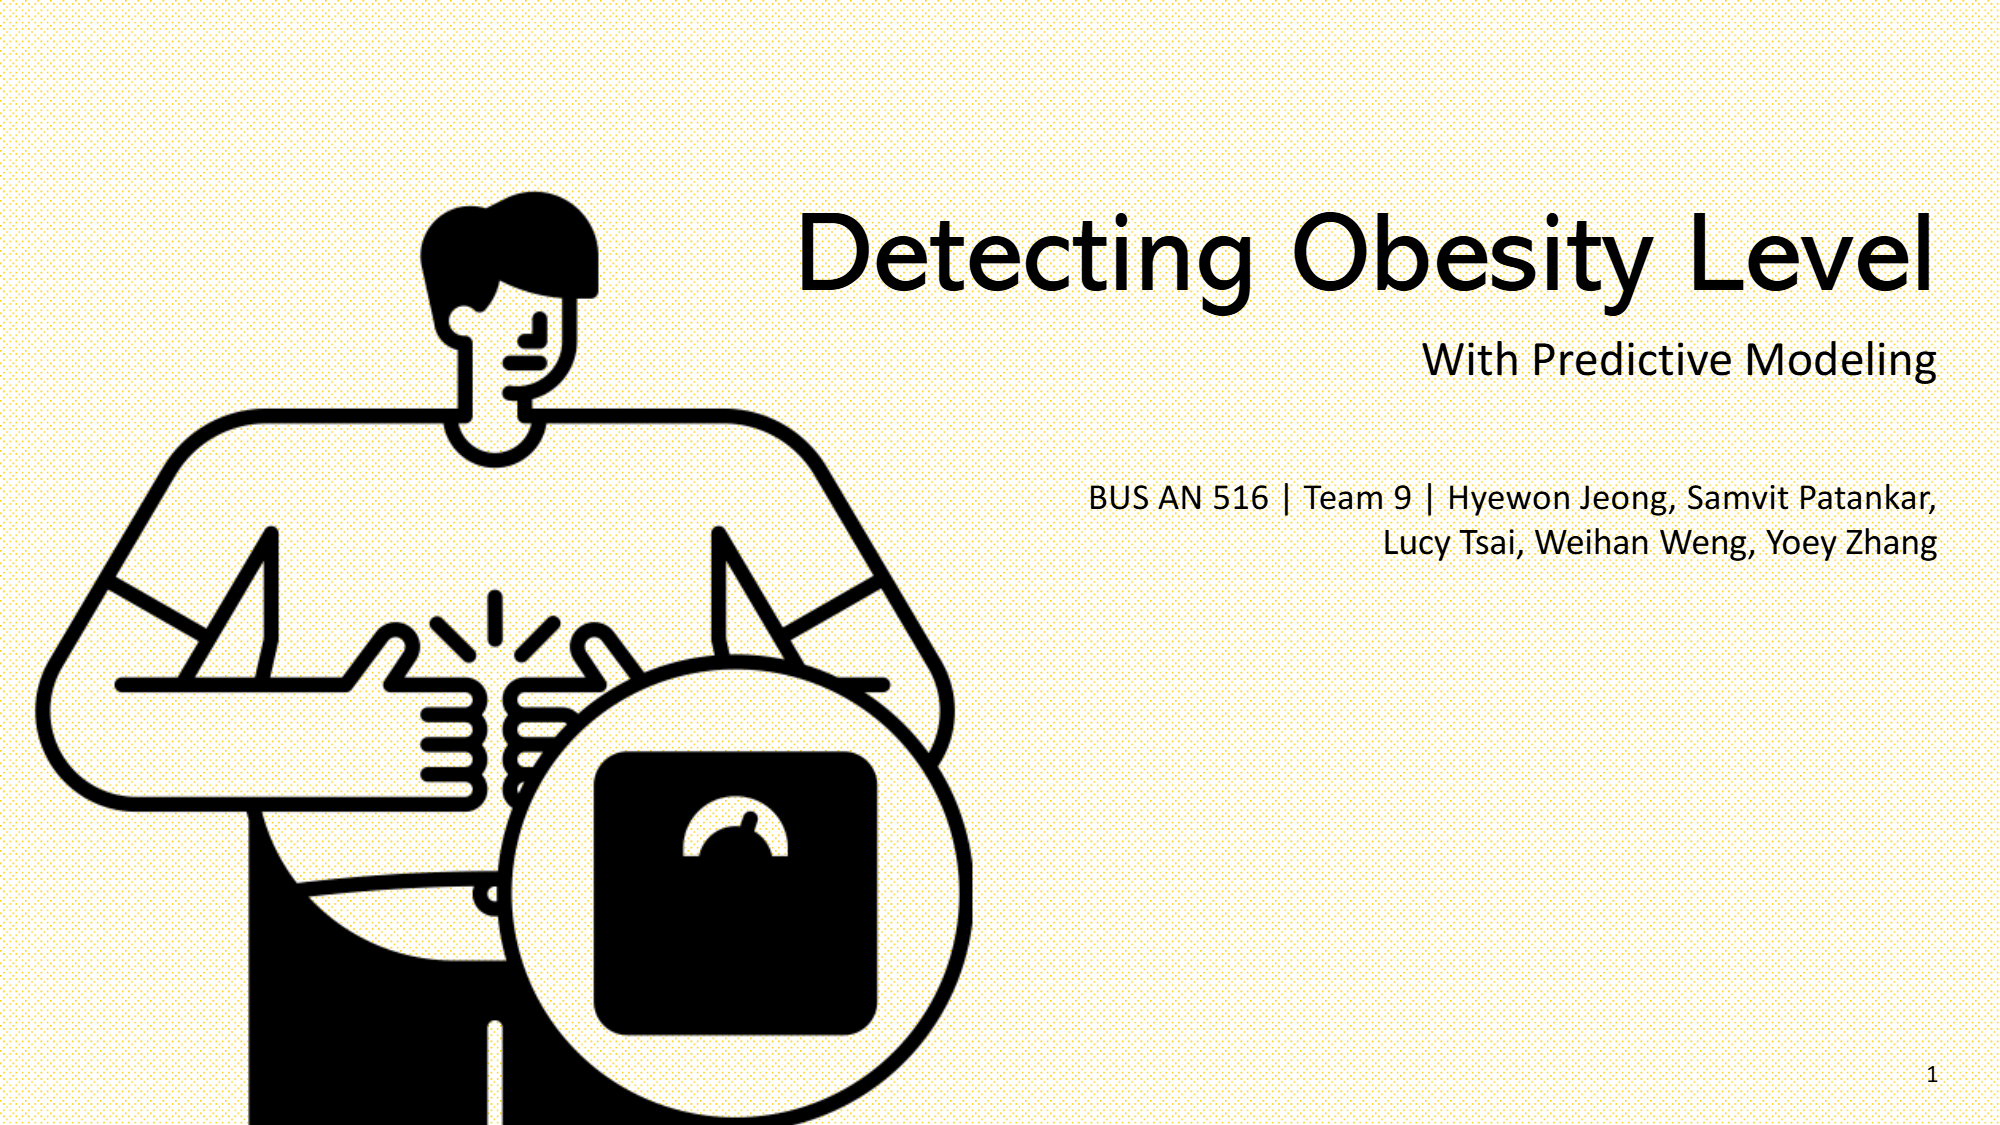 Detecting Obesity Level
With Predictive Modeling
BUS AN 516 | Team 9 | Hyewon Jeong, Samvit Patankar,
Lucy Tsai, Weihan Weng, Yoey Zhang
1